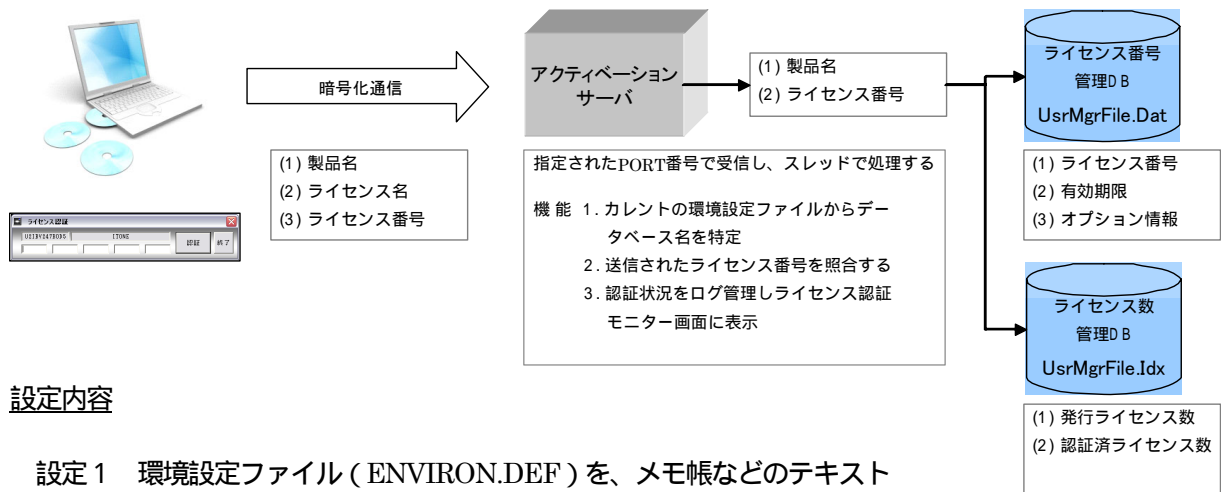 暗号化通信
(1) 製品名
(2) ライセンス名
(3) ライセンス番号
ライセンス認証
ITONE
認証
終了
アクティベーション
サーバ
(1) 製品名
(2) ライセンス番号
指定されたPORT番号で受信し、スレッドで処理する
機 能 1. カレントの環境設定ファイルからデー
タベース名を特定
2. 送信されたライセンス番号を照合する
3. 認証状況をログ管理しライセンス認証
モニター画面に表示
ライセンス番号
管理DB
UsrMgrFile.Dat
(1) ライセンス番号
(2) 有効期限
(3) オプション情報
ライセンス数
管理DB
UsrMgrFile.Idx
(1) 発行ライセンス数
(2) 認証済ライセンス数
設定内容
設定1 環境設定ファイル ( ENVIRON.DEF ) を、メモ帳などのテキスト